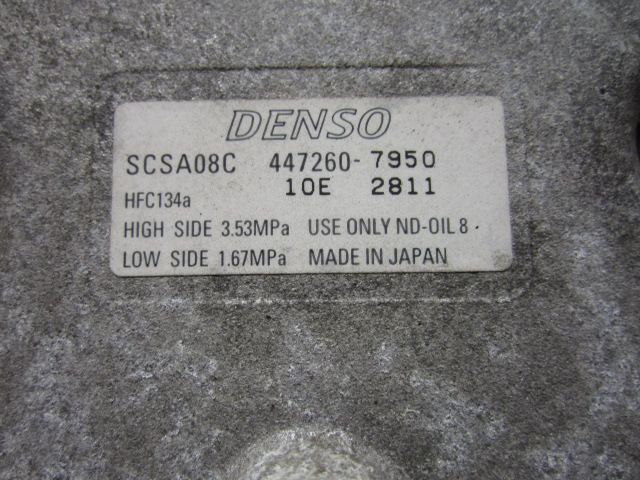 DENSO
SCSA08C 447260-7950
10E 2811
HFC134a
HIGH SIDE 3.53MPa USE ONLY ND-OIL 8
LOW SIDE 1.67MPa MADE IN JAPAN